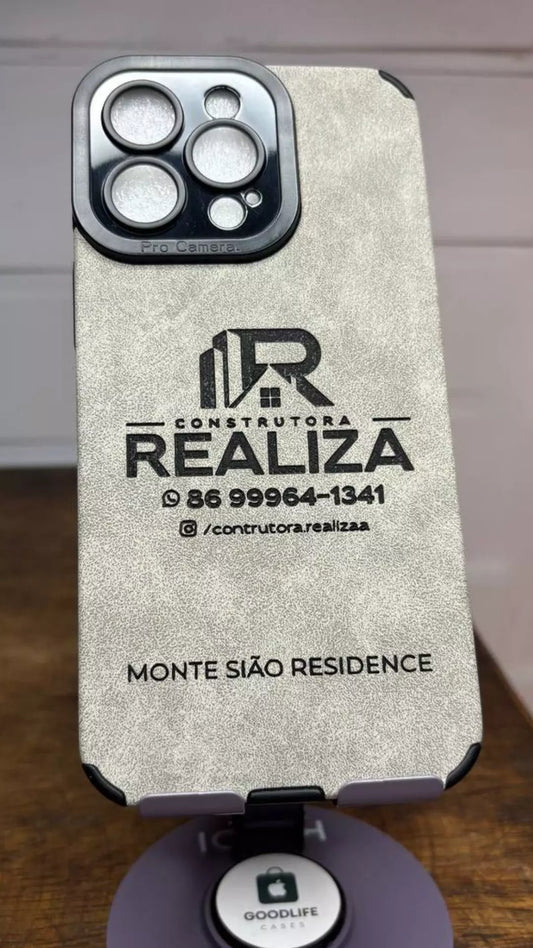 Pro Camera.
R
CONSTRUTORA
REALIZA
86 99964-1341
/contrutora.realizaa
MONTE SIÃO RESIDENCE
GOODLIFE
CASES